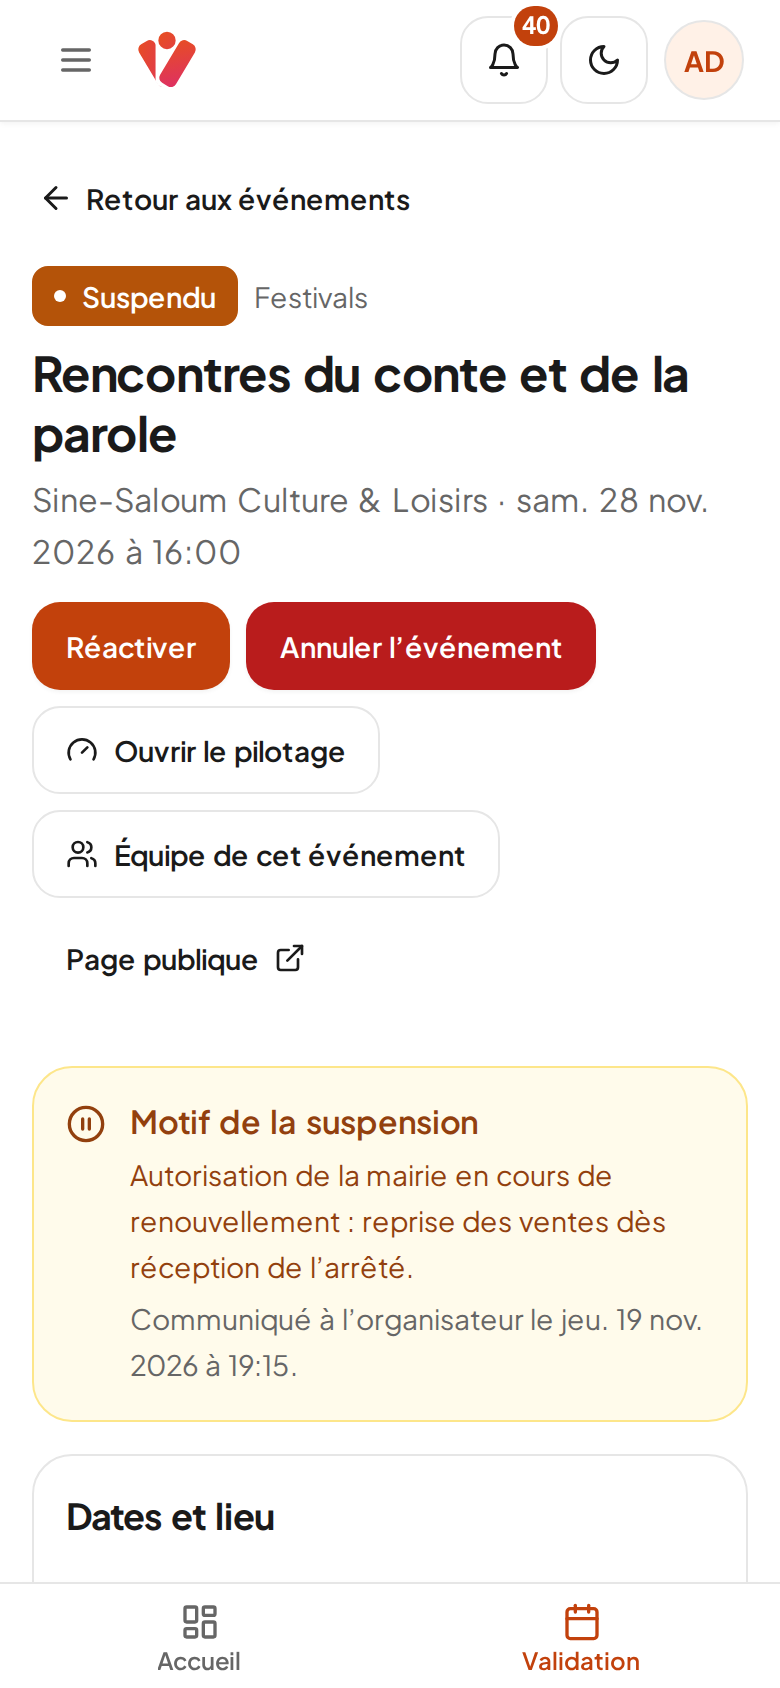 40
AD
Retour aux événements
Suspendu
Festivals
Rencontres du conte et de la
parole
Sine-Saloum Culture & Loisirs · sam. 28 nov.
2026 à 16:00
Réactiver
Annuler l’événement
Ouvrir le pilotage
Équipe de cet événement
Page publique
Motif de la suspension
Autorisation de la mairie en cours de
renouvellement : reprise des ventes dès
réception de l’arrêté.
Communiqué à l’organisateur le jeu. 19 nov.
2026 à 19:15.
Dates et lieu
Accueil
Validation